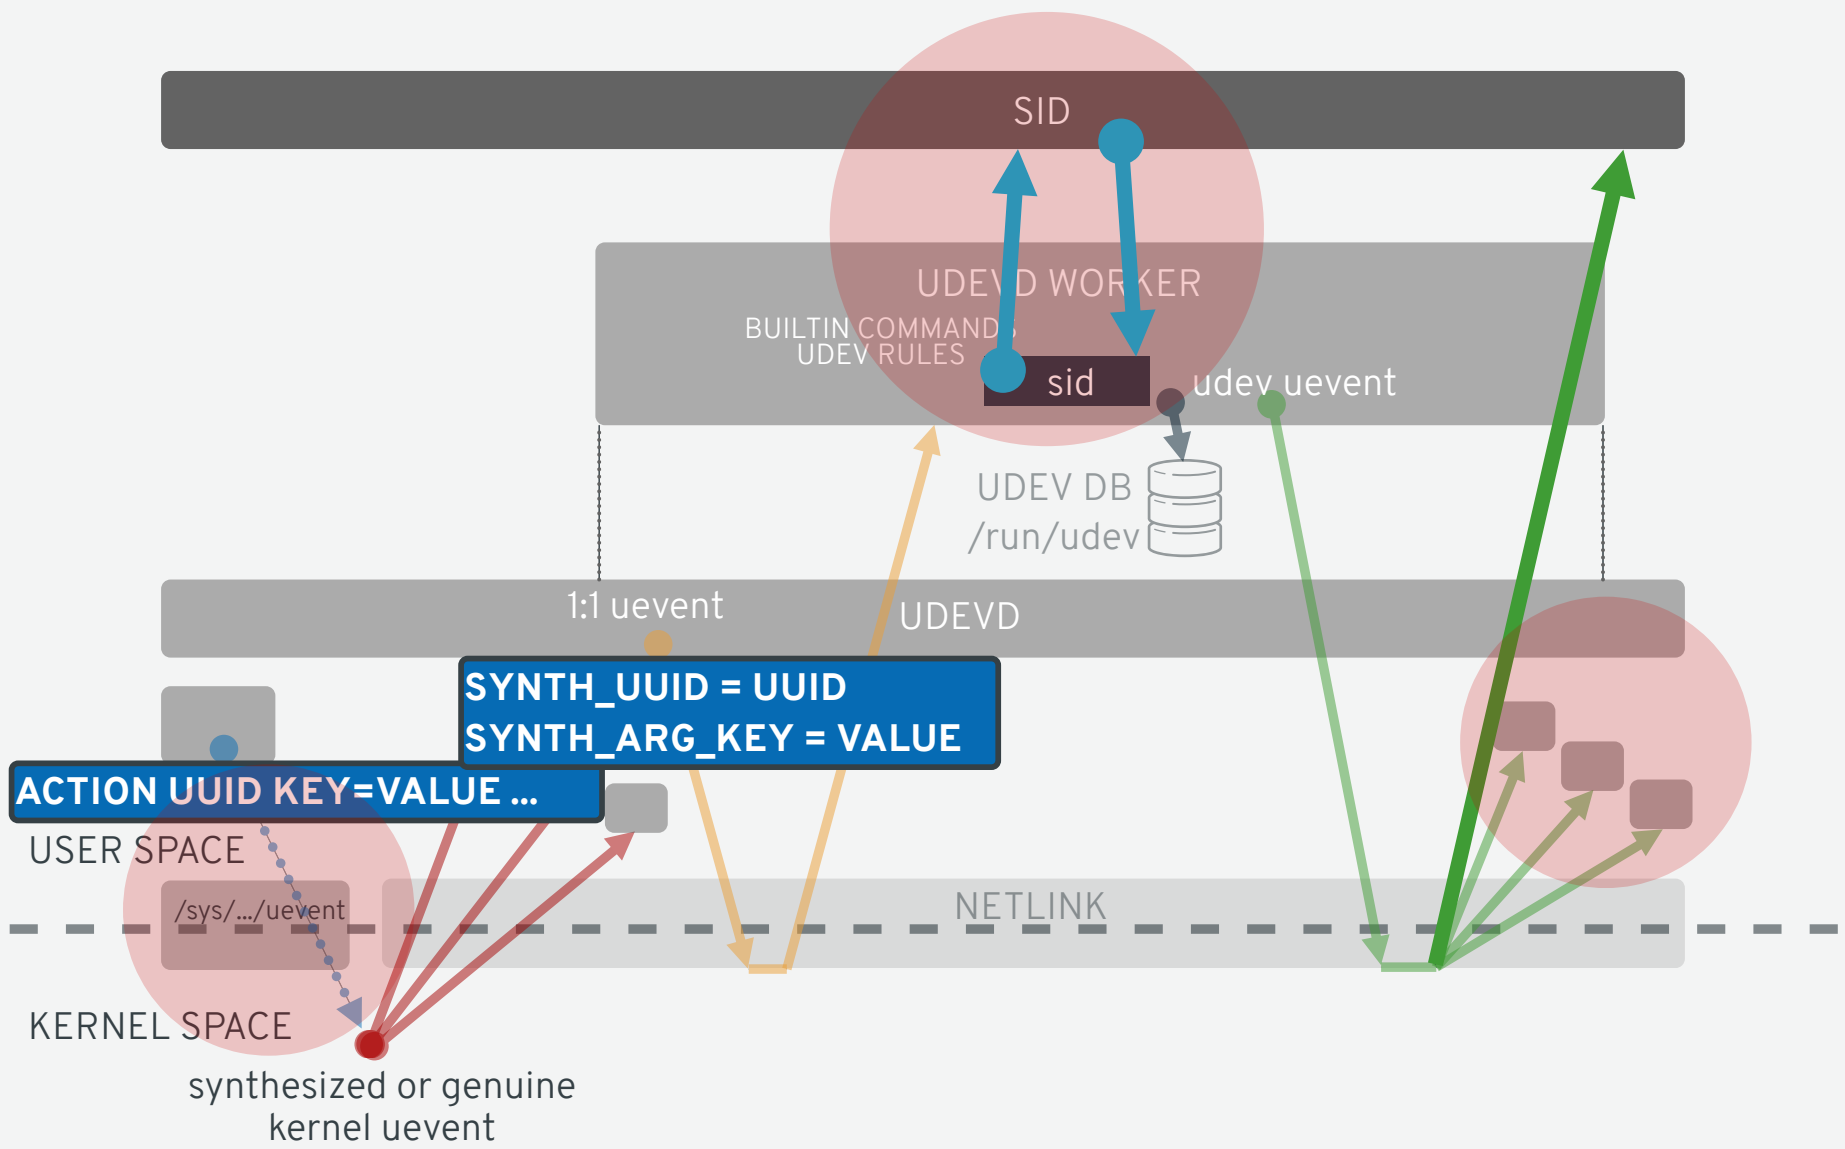 SID
UDEVD WORKER
BUILTIN COMMANDS
UDEV RULES
sid
udev uevent
UDEV DB
/run/udev
1:1 uevent
UDEVD
SYNTH_UUID = UUID
SYNTH_ARG_KEY = VALUE
ACTION UUID KEY=VALUE ...
USER SPACE
/sys/.../uevent
NETLINK
KERNEL SPACE
synthesized or genuine
kernel uevent